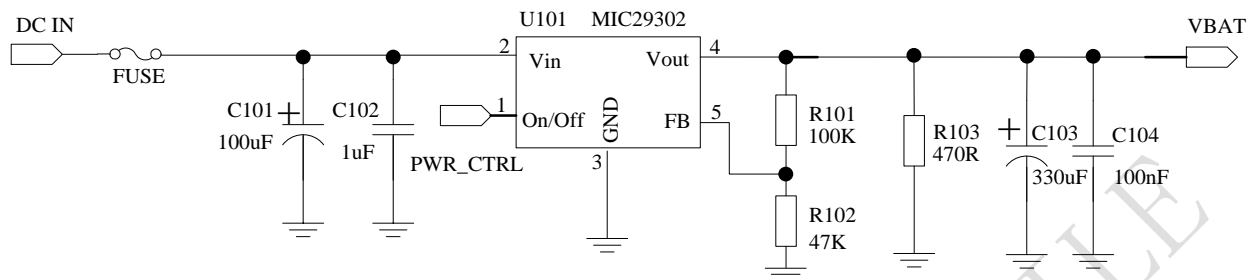 DC IN
FUSE
U101 MIC29302
VBAT
2
Vin
Vout
4
1
On/Off
GND
FB
5
3
PWR_CTRL
C101
100uF
C102
1uF
R101
100K
R102
47K
R103
470R
C103
330uF
C104
100nF